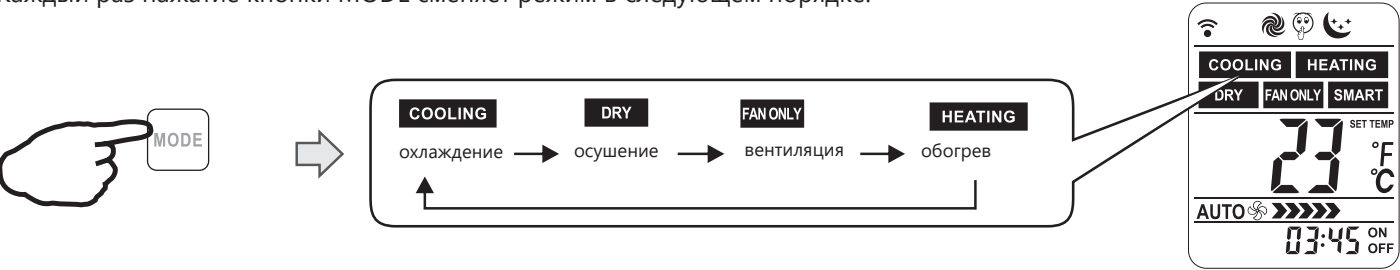 Каждый раз нажатие кнопки MODE сменяет режим в следующем порядке:
MODE
COOLING DRY FAN ONLY HEATING
охлаждение осушение вентиляция обогрев
COOLING HEATING
DRY FAN ONLY SMART
23 SET TEMP
°F
°C
AUTO
03:45 ON
OFF